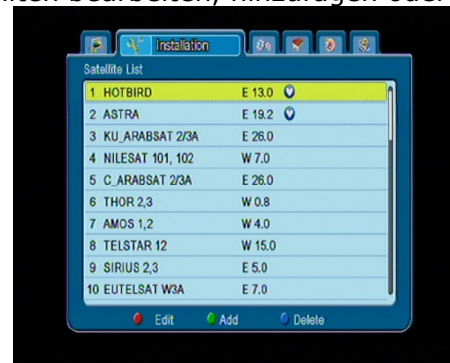 Installation
Satellite List
1 HOTBIRD E 13.0
2 ASTRA E 19.2
3 KU_ARABSAT 2/3A E 26.0
4 NILESAT 101, 102 W 7.0
5 C_ARABSAT 2/3A E 26.0
6 THOR 2,3 W 0.8
7 AMOS 1,2 W 4.0
8 TELSTAR 12 W 15.0
9 SIRIUS 2,3 E 5.0
10 EUTELSAT W3A E 7.0
Edit Add Delete